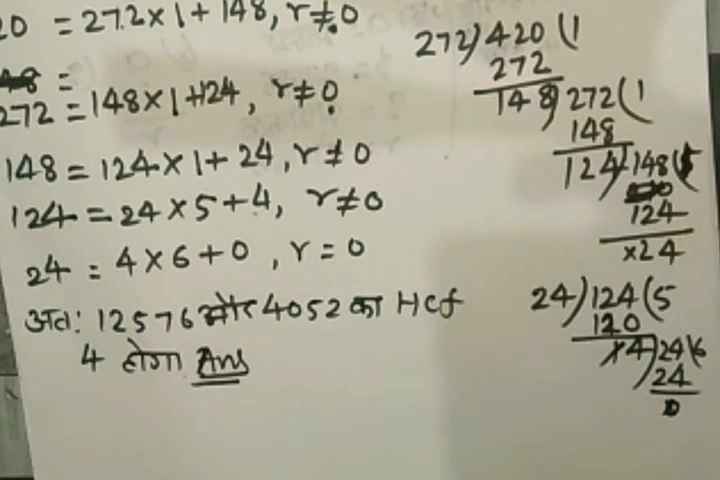 20 = 272×1+148, r≠0
272 = 148×1+124, r≠0
148 = 124×1+24, r≠0
124 = 24×5+4, r≠0
24 = 4×6+0, r=0
अतः 12576 और 4052 का Hcf
4 होगा Ans
272)420(1
272
148)272(1
148
124)148(1
124
×24
24)124(5
120
×4)24(6
24
0